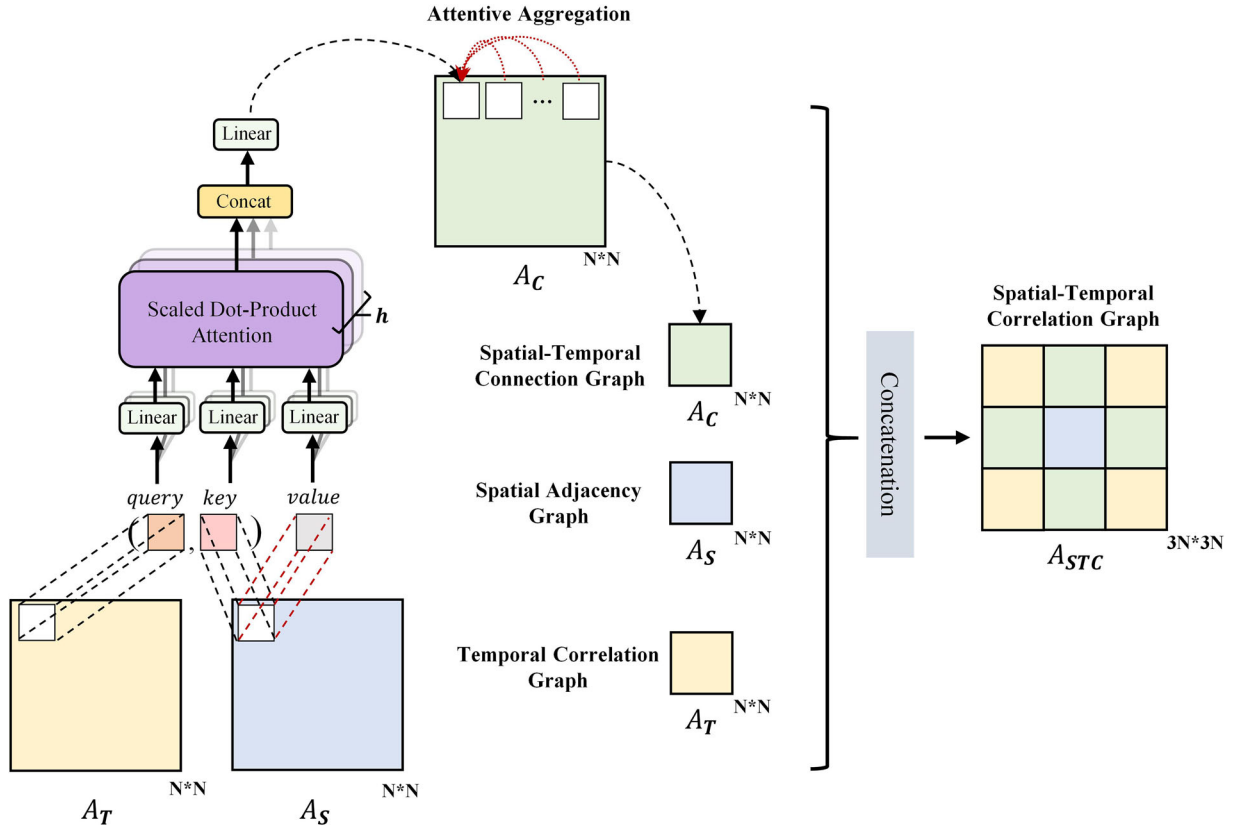 Attentive Aggregation
Linear
Concat
...
N*N
A_C
Scaled Dot-Product
Attention
h
Linear
Linear
Linear
query
key
value
( , )
N*N
A_T
N*N
A_S
Spatial-Temporal
Connection Graph
N*N
A_C
Spatial Adjacency
Graph
N*N
A_S
Temporal Correlation
Graph
N*N
A_T
Concatenation
Spatial-Temporal
Correlation Graph
3N*3N
A_STC